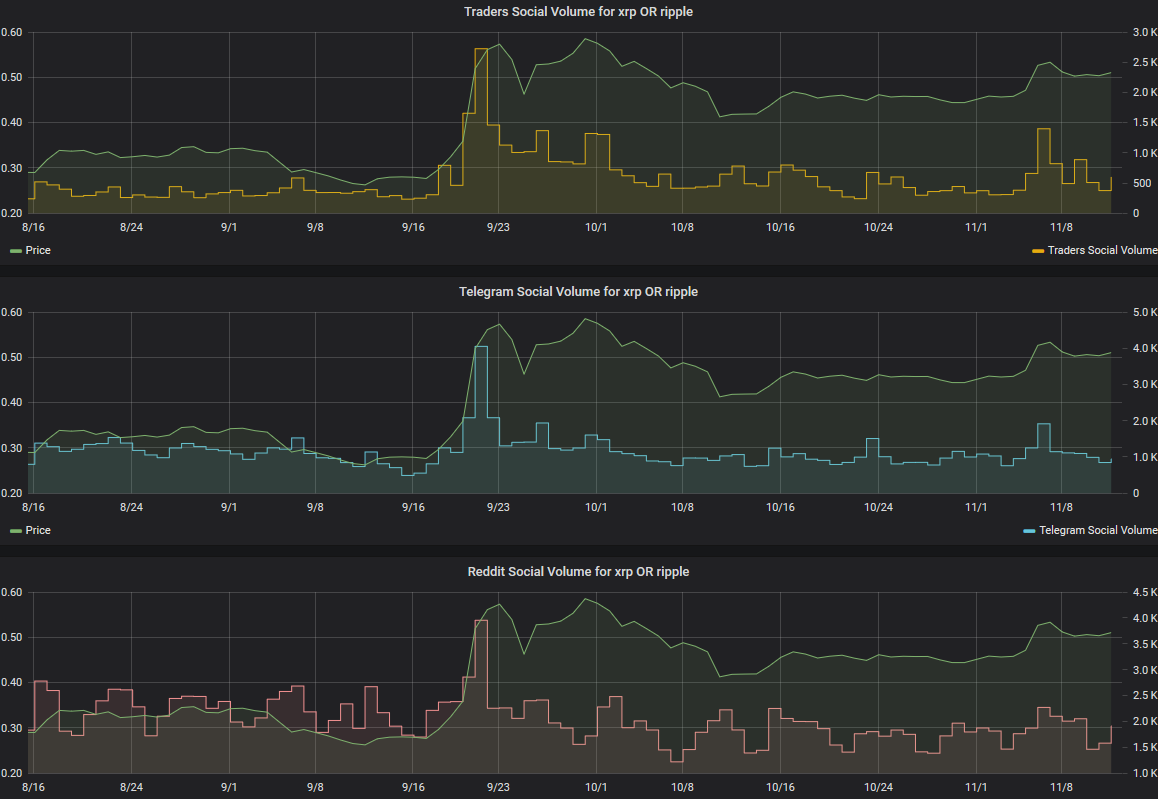 Traders Social Volume for xrp OR ripple
0.60 3.0 K
2.5 K
0.50
2.0 K
0.40 1.5 K
0.30 1.0 K
500
0.20 0
8/16 8/24 9/1 9/8 9/16 9/23 10/1 10/8 10/16 10/24 11/1 11/8
Price Traders Social Volume
Telegram Social Volume for xrp OR ripple
0.60 5.0 K
0.50 4.0 K
0.40 3.0 K
2.0 K
0.30 1.0 K
0.20 0
8/16 8/24 9/1 9/8 9/16 9/23 10/1 10/8 10/16 10/24 11/1 11/8
Price Telegram Social Volume
Reddit Social Volume for xrp OR ripple
0.60 4.5 K
4.0 K
0.50 3.5 K
3.0 K
0.40 2.5 K
0.30 2.0 K
1.5 K
0.20 1.0 K
8/16 8/24 9/1 9/8 9/16 9/23 10/1 10/8 10/16 10/24 11/1 11/8